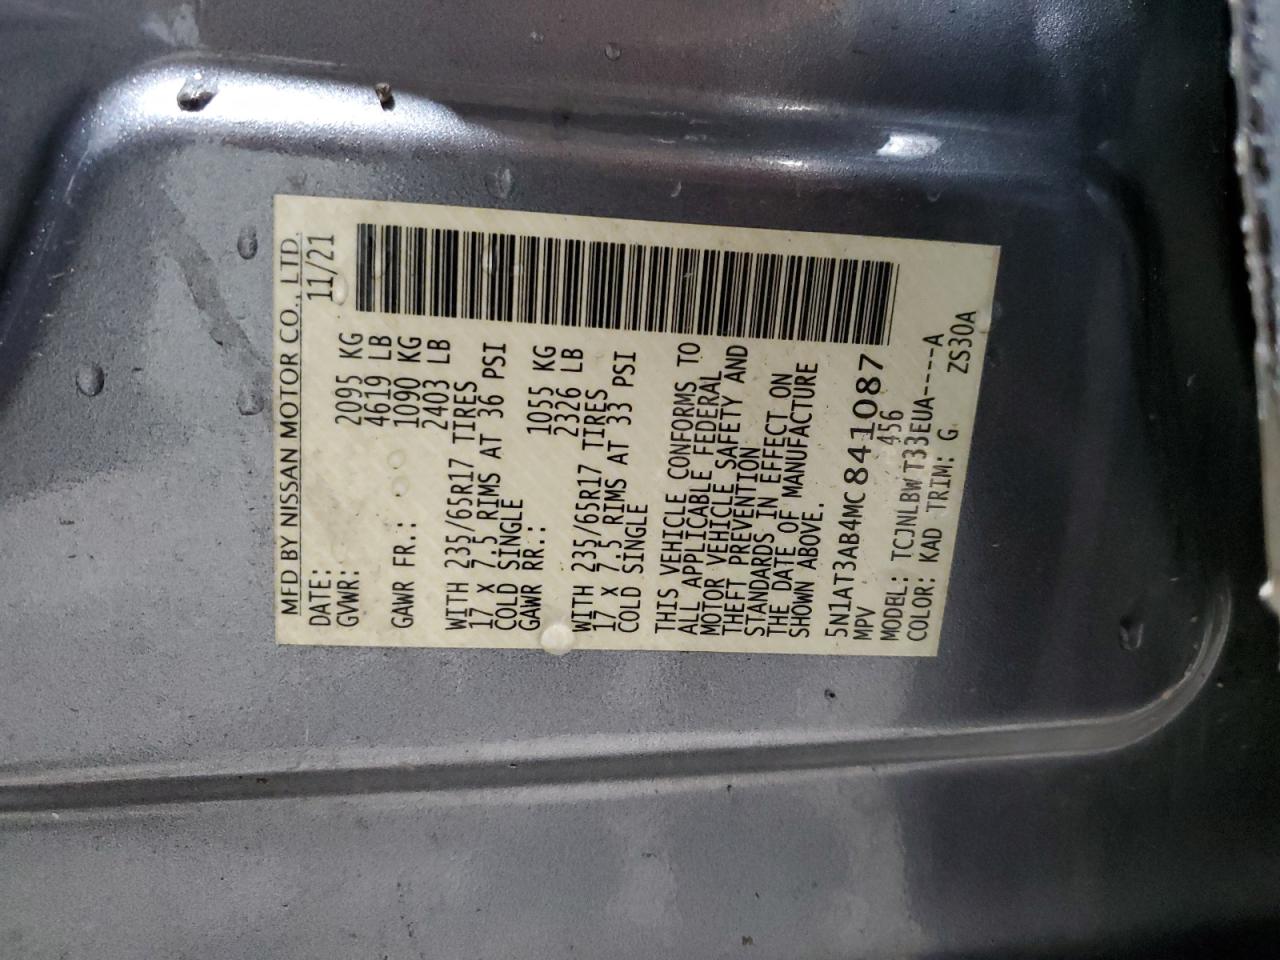 MFD BY NISSAN MOTOR CO., LTD.
DATE: 11/21
GVWR: 2095 KG
4619 LB
GAWR FR.: 1090 KG
2403 LB
WITH 235/65R17 TIRES
17 X 7.5 RIMS AT 36 PSI
COLD SINGLE
GAWR RR.: 1055 KG
2326 LB
WITH 235/65R17 TIRES
17 X 7.5 RIMS AT 33 PSI
COLD SINGLE
THIS VEHICLE CONFORMS TO
ALL APPLICABLE FEDERAL
MOTOR VEHICLE SAFETY AND
THEFT PREVENTION
STANDARDS IN EFFECT ON
THE DATE OF MANUFACTURE
SHOWN ABOVE.
5N1AT3AB4MC841087
MPV 456
MODEL: TCJNLBWT33EUA----A
COLOR: KAD TRIM: G ZS30A